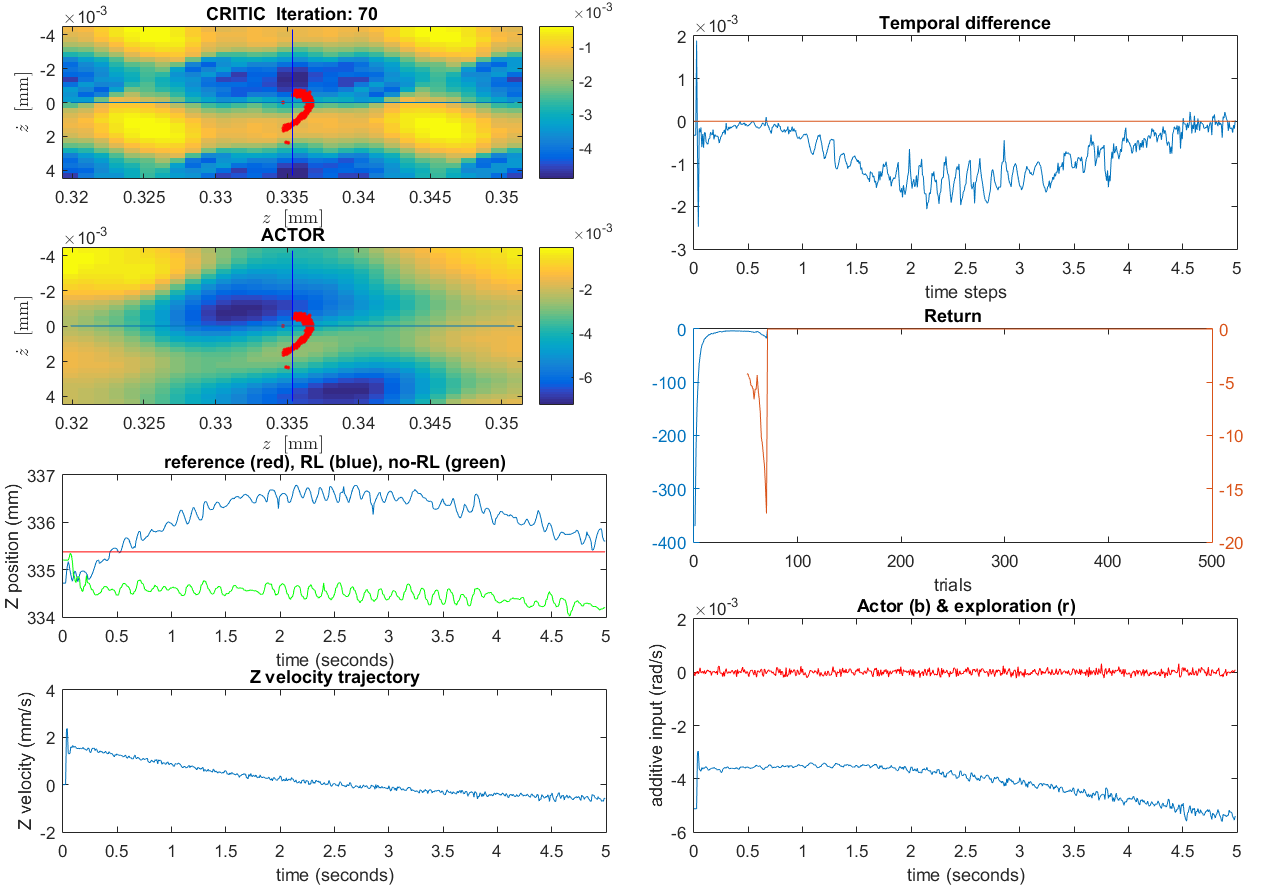 CRITIC Iteration: 70
×10⁻³
×10⁻³
-4
-2
0
2
4
ż [mm]
0.32 0.325 0.33 0.335 0.34 0.345 0.35
z [mm]
-1
-2
-3
-4
ACTOR
×10⁻³
×10⁻³
-4
-2
0
2
4
ż [mm]
0.32 0.325 0.33 0.335 0.34 0.345 0.35
z [mm]
-2
-4
-6
reference (red), RL (blue), no-RL (green)
337
336
335
334
Z position (mm)
0 0.5 1 1.5 2 2.5 3 3.5 4 4.5 5
time (seconds)
Z velocity trajectory
4
2
0
-2
Z velocity (mm/s)
0 0.5 1 1.5 2 2.5 3 3.5 4 4.5 5
time (seconds)
Temporal difference
×10⁻³
2
1
0
-1
-2
-3
0 0.5 1 1.5 2 2.5 3 3.5 4 4.5 5
time steps
Return
0
-100
-200
-300
-400
0
-5
-10
-15
-20
0 100 200 300 400 500
trials
Actor (b) & exploration (r)
×10⁻³
2
0
-2
-4
-6
additive input (rad/s)
0 0.5 1 1.5 2 2.5 3 3.5 4 4.5 5
time (seconds)